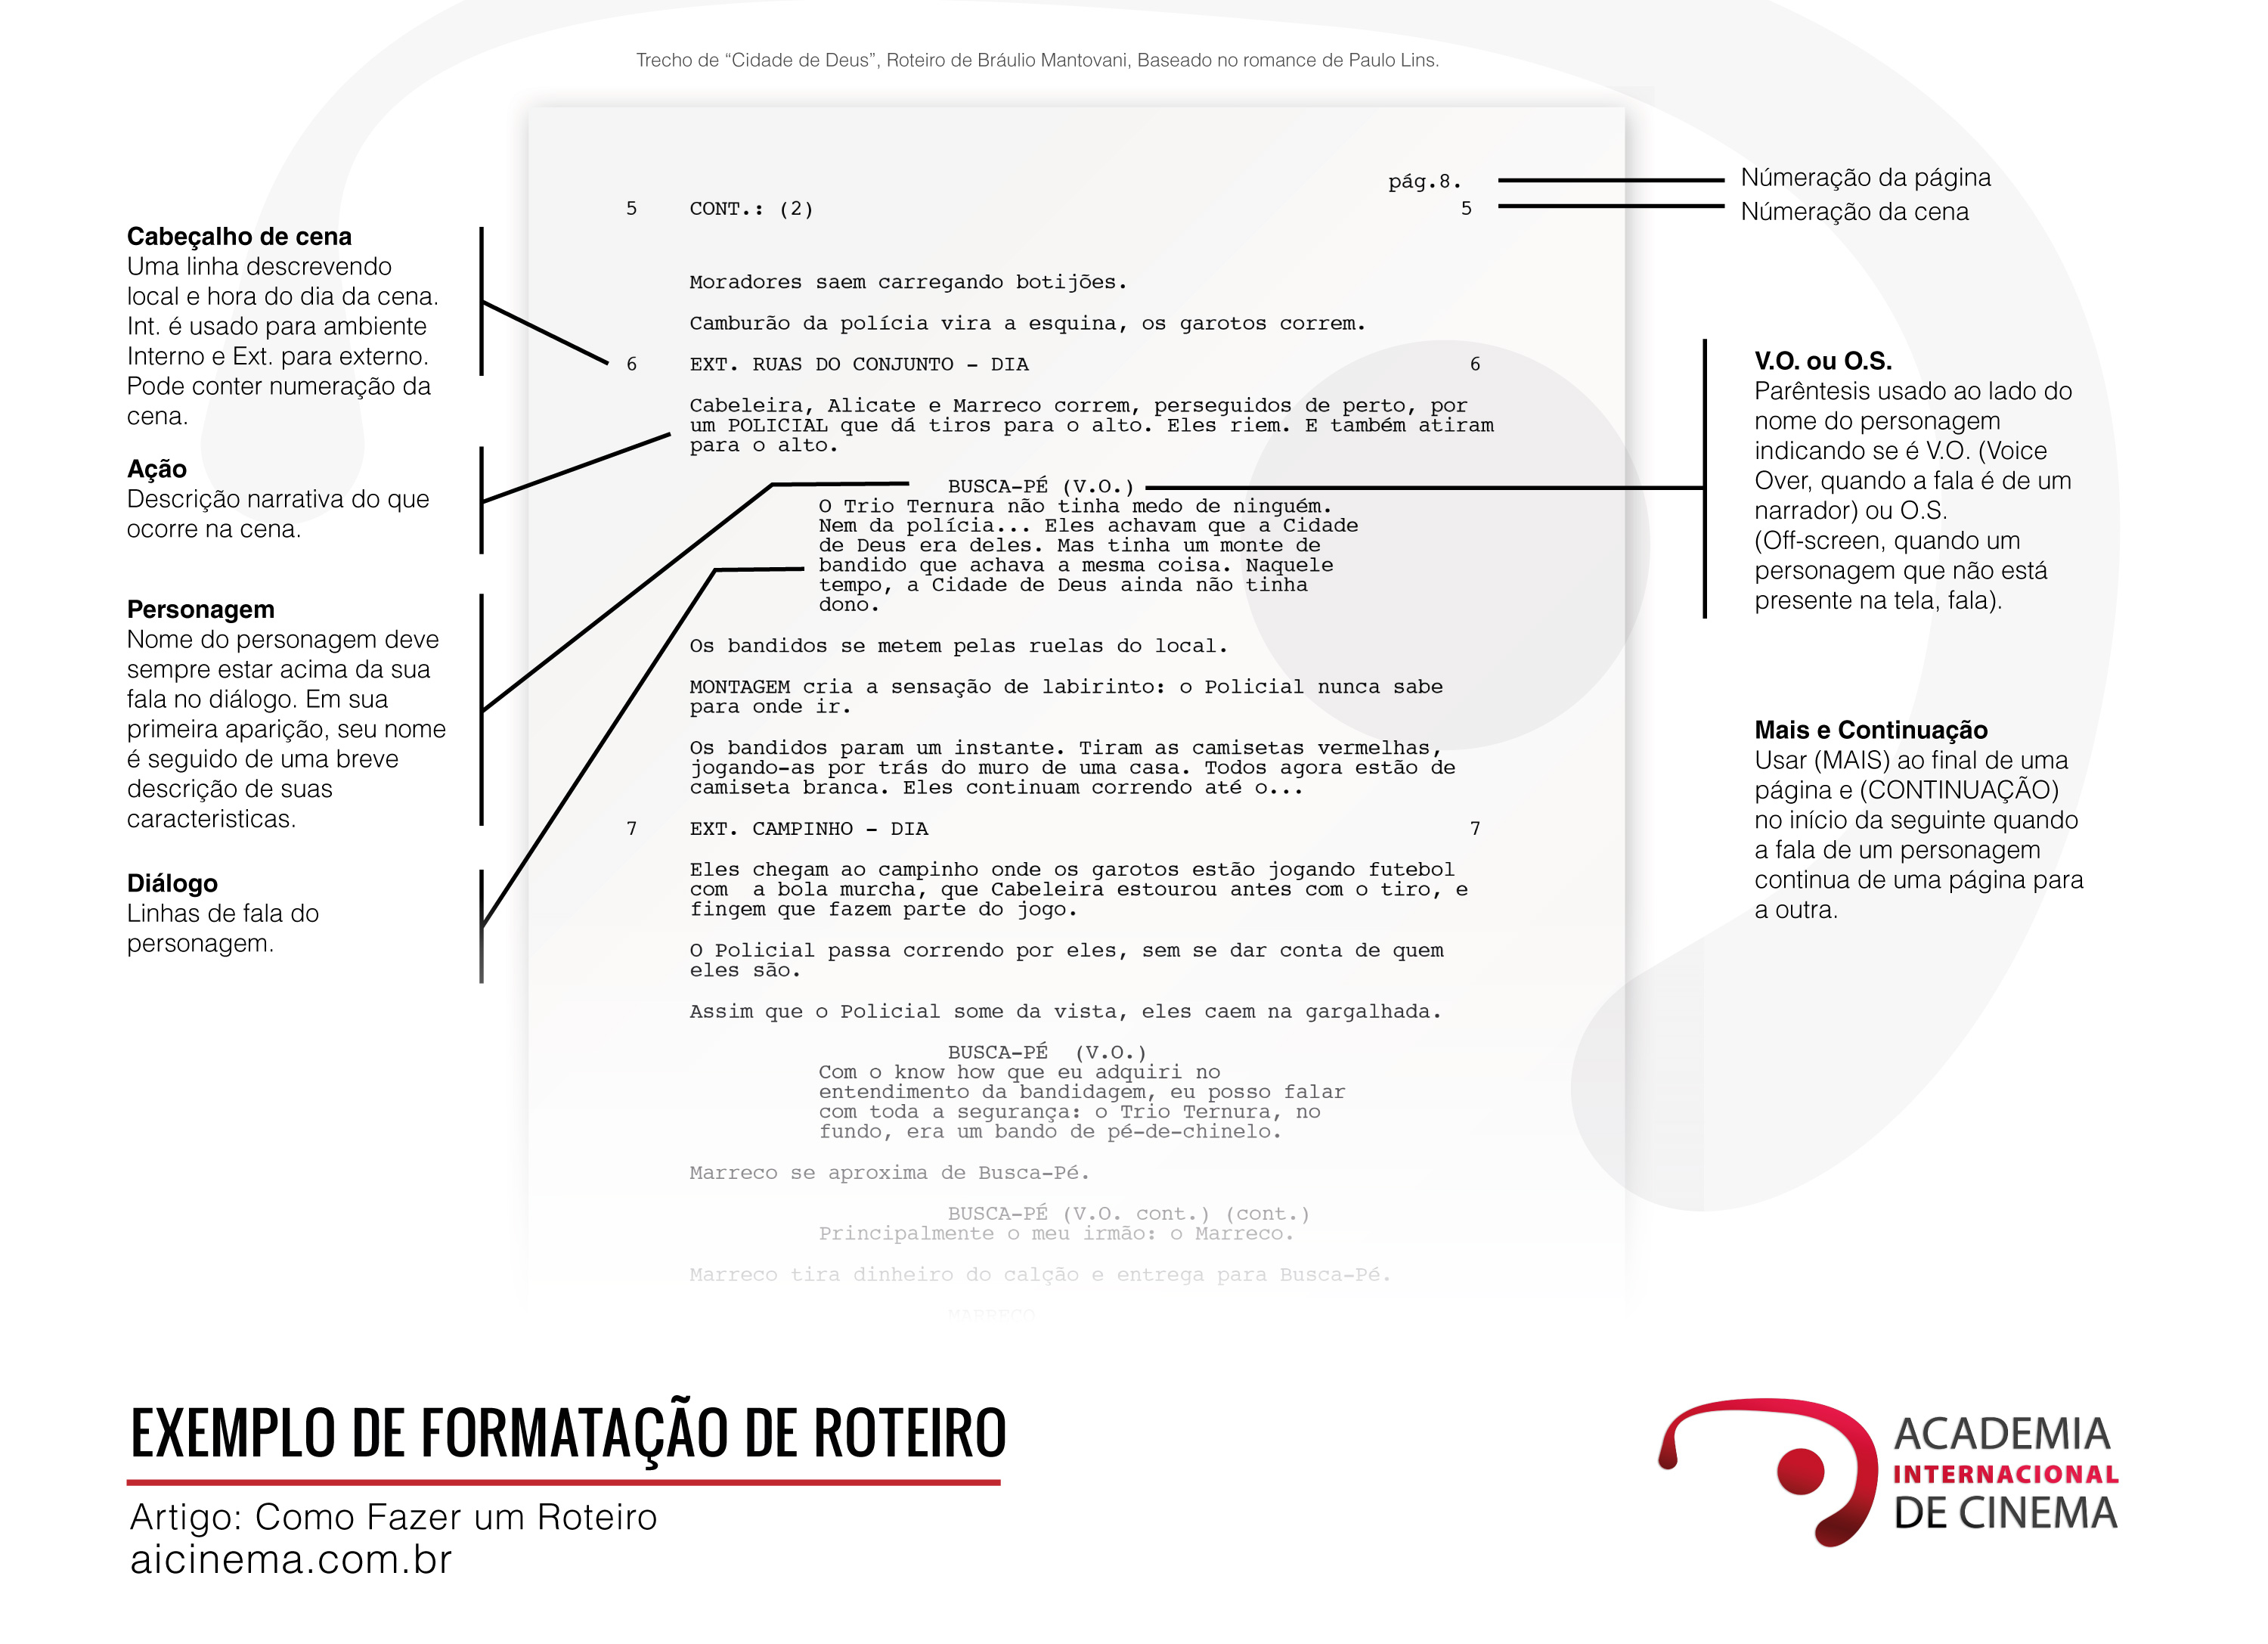 Trecho de “Cidade de Deus”, Roteiro de Bráulio Mantovani, Baseado no romance de Paulo Lins.
Cabeçalho de cena
Uma linha descrevendo
local e hora do dia da cena.
Int. é usado para ambiente
Interno e Ext. para externo.
Pode conter numeração da
cena.
Ação
Descrição narrativa do que
ocorre na cena.
Personagem
Nome do personagem deve
sempre estar acima da sua
fala no diálogo. Em sua
primeira aparição, seu nome
é seguido de uma breve
descrição de suas
caracteristicas.
Diálogo
Linhas de fala do
personagem.
pág.8.
5 CONT.: (2) 5
Moradores saem carregando botijões.
Camburão da polícia vira a esquina, os garotos correm.
6 EXT. RUAS DO CONJUNTO - DIA 6
Cabeleira, Alicate e Marreco correm, perseguidos de perto, por
um POLICIAL que dá tiros para o alto. Eles riem. E também atiram
para o alto.
BUSCA-PÉ (V.O.)
O Trio Ternura não tinha medo de ninguém.
Nem da polícia... Eles achavam que a Cidade
de Deus era deles. Mas tinha um monte de
bandido que achava a mesma coisa. Naquele
tempo, a Cidade de Deus ainda não tinha
dono.
Os bandidos se metem pelas ruelas do local.
MONTAGEM cria a sensação de labirinto: o Policial nunca sabe
para onde ir.
Os bandidos param um instante. Tiram as camisetas vermelhas,
jogando-as por trás do muro de uma casa. Todos agora estão de
camiseta branca. Eles continuam correndo até o...
7 EXT. CAMPINHO - DIA 7
Eles chegam ao campinho onde os garotos estão jogando futebol
com  a bola murcha, que Cabeleira estourou antes com o tiro, e
fingem que fazem parte do jogo.
O Policial passa correndo por eles, sem se dar conta de quem
eles são.
Assim que o Policial some da vista, eles caem na gargalhada.
BUSCA-PÉ  (V.O.)
Com o know how que eu adquiri no
entendimento da bandidagem, eu posso falar
com toda a segurança: o Trio Ternura, no
fundo, era um bando de pé-de-chinelo.
Marreco se aproxima de Busca-Pé.
BUSCA-PÉ (V.O. cont.) (cont.)
Principalmente o meu irmão: o Marreco.
Marreco tira dinheiro do calção e entrega para Busca-Pé.
MARRECO
Númeração da página
Númeração da cena
V.O. ou O.S.
Parêntesis usado ao lado do
nome do personagem
indicando se é V.O. (Voice
Over, quando a fala é de um
narrador) ou O.S.
(Off-screen, quando um
personagem que não está
presente na tela, fala).
Mais e Continuação
Usar (MAIS) ao final de uma
página e (CONTINUAÇÃO)
no início da seguinte quando
a fala de um personagem
continua de uma página para
a outra.
EXEMPLO DE FORMATAÇÃO DE ROTEIRO
Artigo: Como Fazer um Roteiro
aicinema.com.br
ACADEMIA
INTERNACIONAL
DE CINEMA